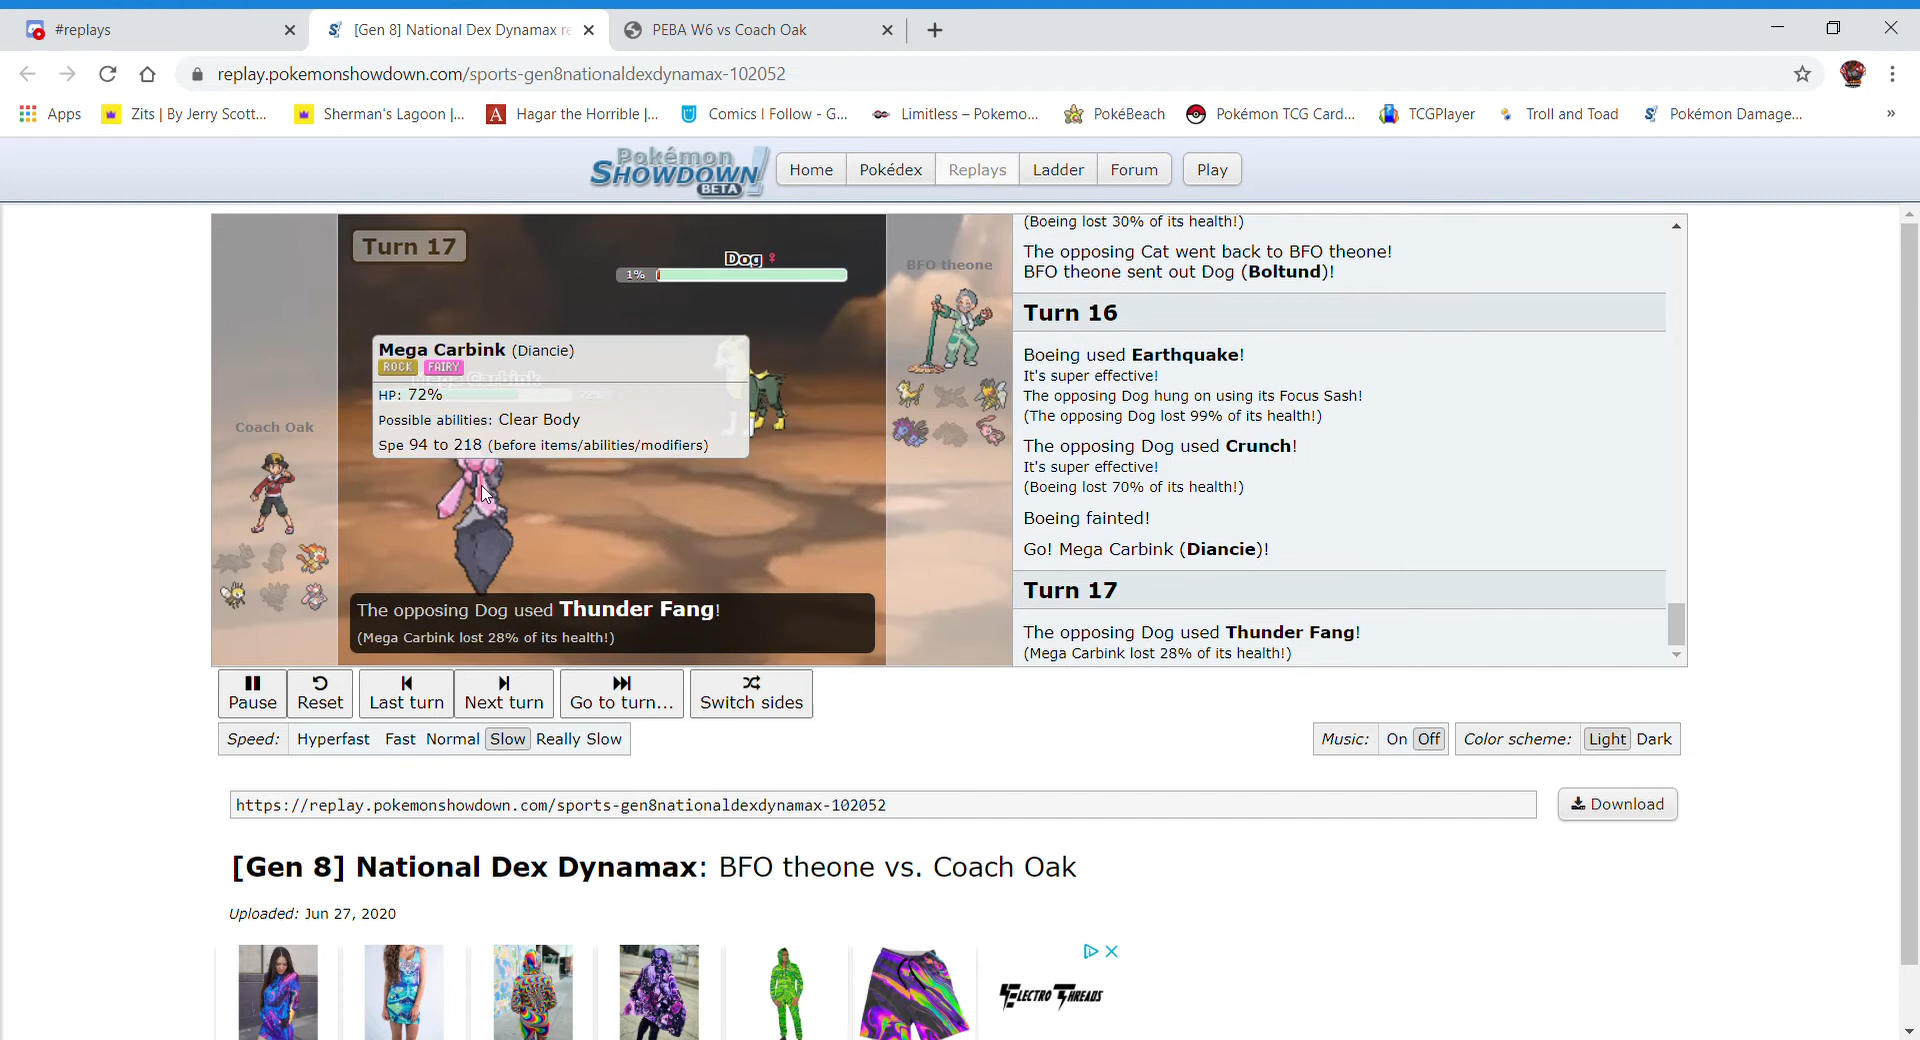 #replays
[Gen 8] National Dex Dynamax re
PEBA W6 vs Coach Oak
replay.pokemonshowdown.com/sports-gen8nationaldexdynamax-102052
Apps
Zits | By Jerry Scott...
Sherman's Lagoon |...
Hagar the Horrible |...
Comics I Follow - G...
Limitless – Pokemo...
PokéBeach
Pokémon TCG Card...
TCGPlayer
Troll and Toad
Pokémon Damage...
»
Pokémon
SHOWDOWN!
BETA
Home
Pokédex
Replays
Ladder
Forum
Play
Turn 17
Dog ♀
1%
Coach Oak
BFO theone
Mega Carbink (Diancie)
ROCK FAIRY
HP: 72%
Possible abilities: Clear Body
Spe 94 to 218 (before items/abilities/modifiers)
The opposing Dog used Thunder Fang!
(Mega Carbink lost 28% of its health!)
(Boeing lost 30% of its health!)
The opposing Cat went back to BFO theone!
BFO theone sent out Dog (Boltund)!
Turn 16
Boeing used Earthquake!
It's super effective!
The opposing Dog hung on using its Focus Sash!
(The opposing Dog lost 99% of its health!)
The opposing Dog used Crunch!
It's super effective!
(Boeing lost 70% of its health!)
Boeing fainted!
Go! Mega Carbink (Diancie)!
Turn 17
The opposing Dog used Thunder Fang!
(Mega Carbink lost 28% of its health!)
Pause
Reset
Last turn
Next turn
Go to turn...
Switch sides
Speed: Hyperfast Fast Normal Slow Really Slow
Music: On Off
Color scheme: Light Dark
https://replay.pokemonshowdown.com/sports-gen8nationaldexdynamax-102052
Download
[Gen 8] National Dex Dynamax: BFO theone vs. Coach Oak
Uploaded: Jun 27, 2020
ELECTRO THREADS